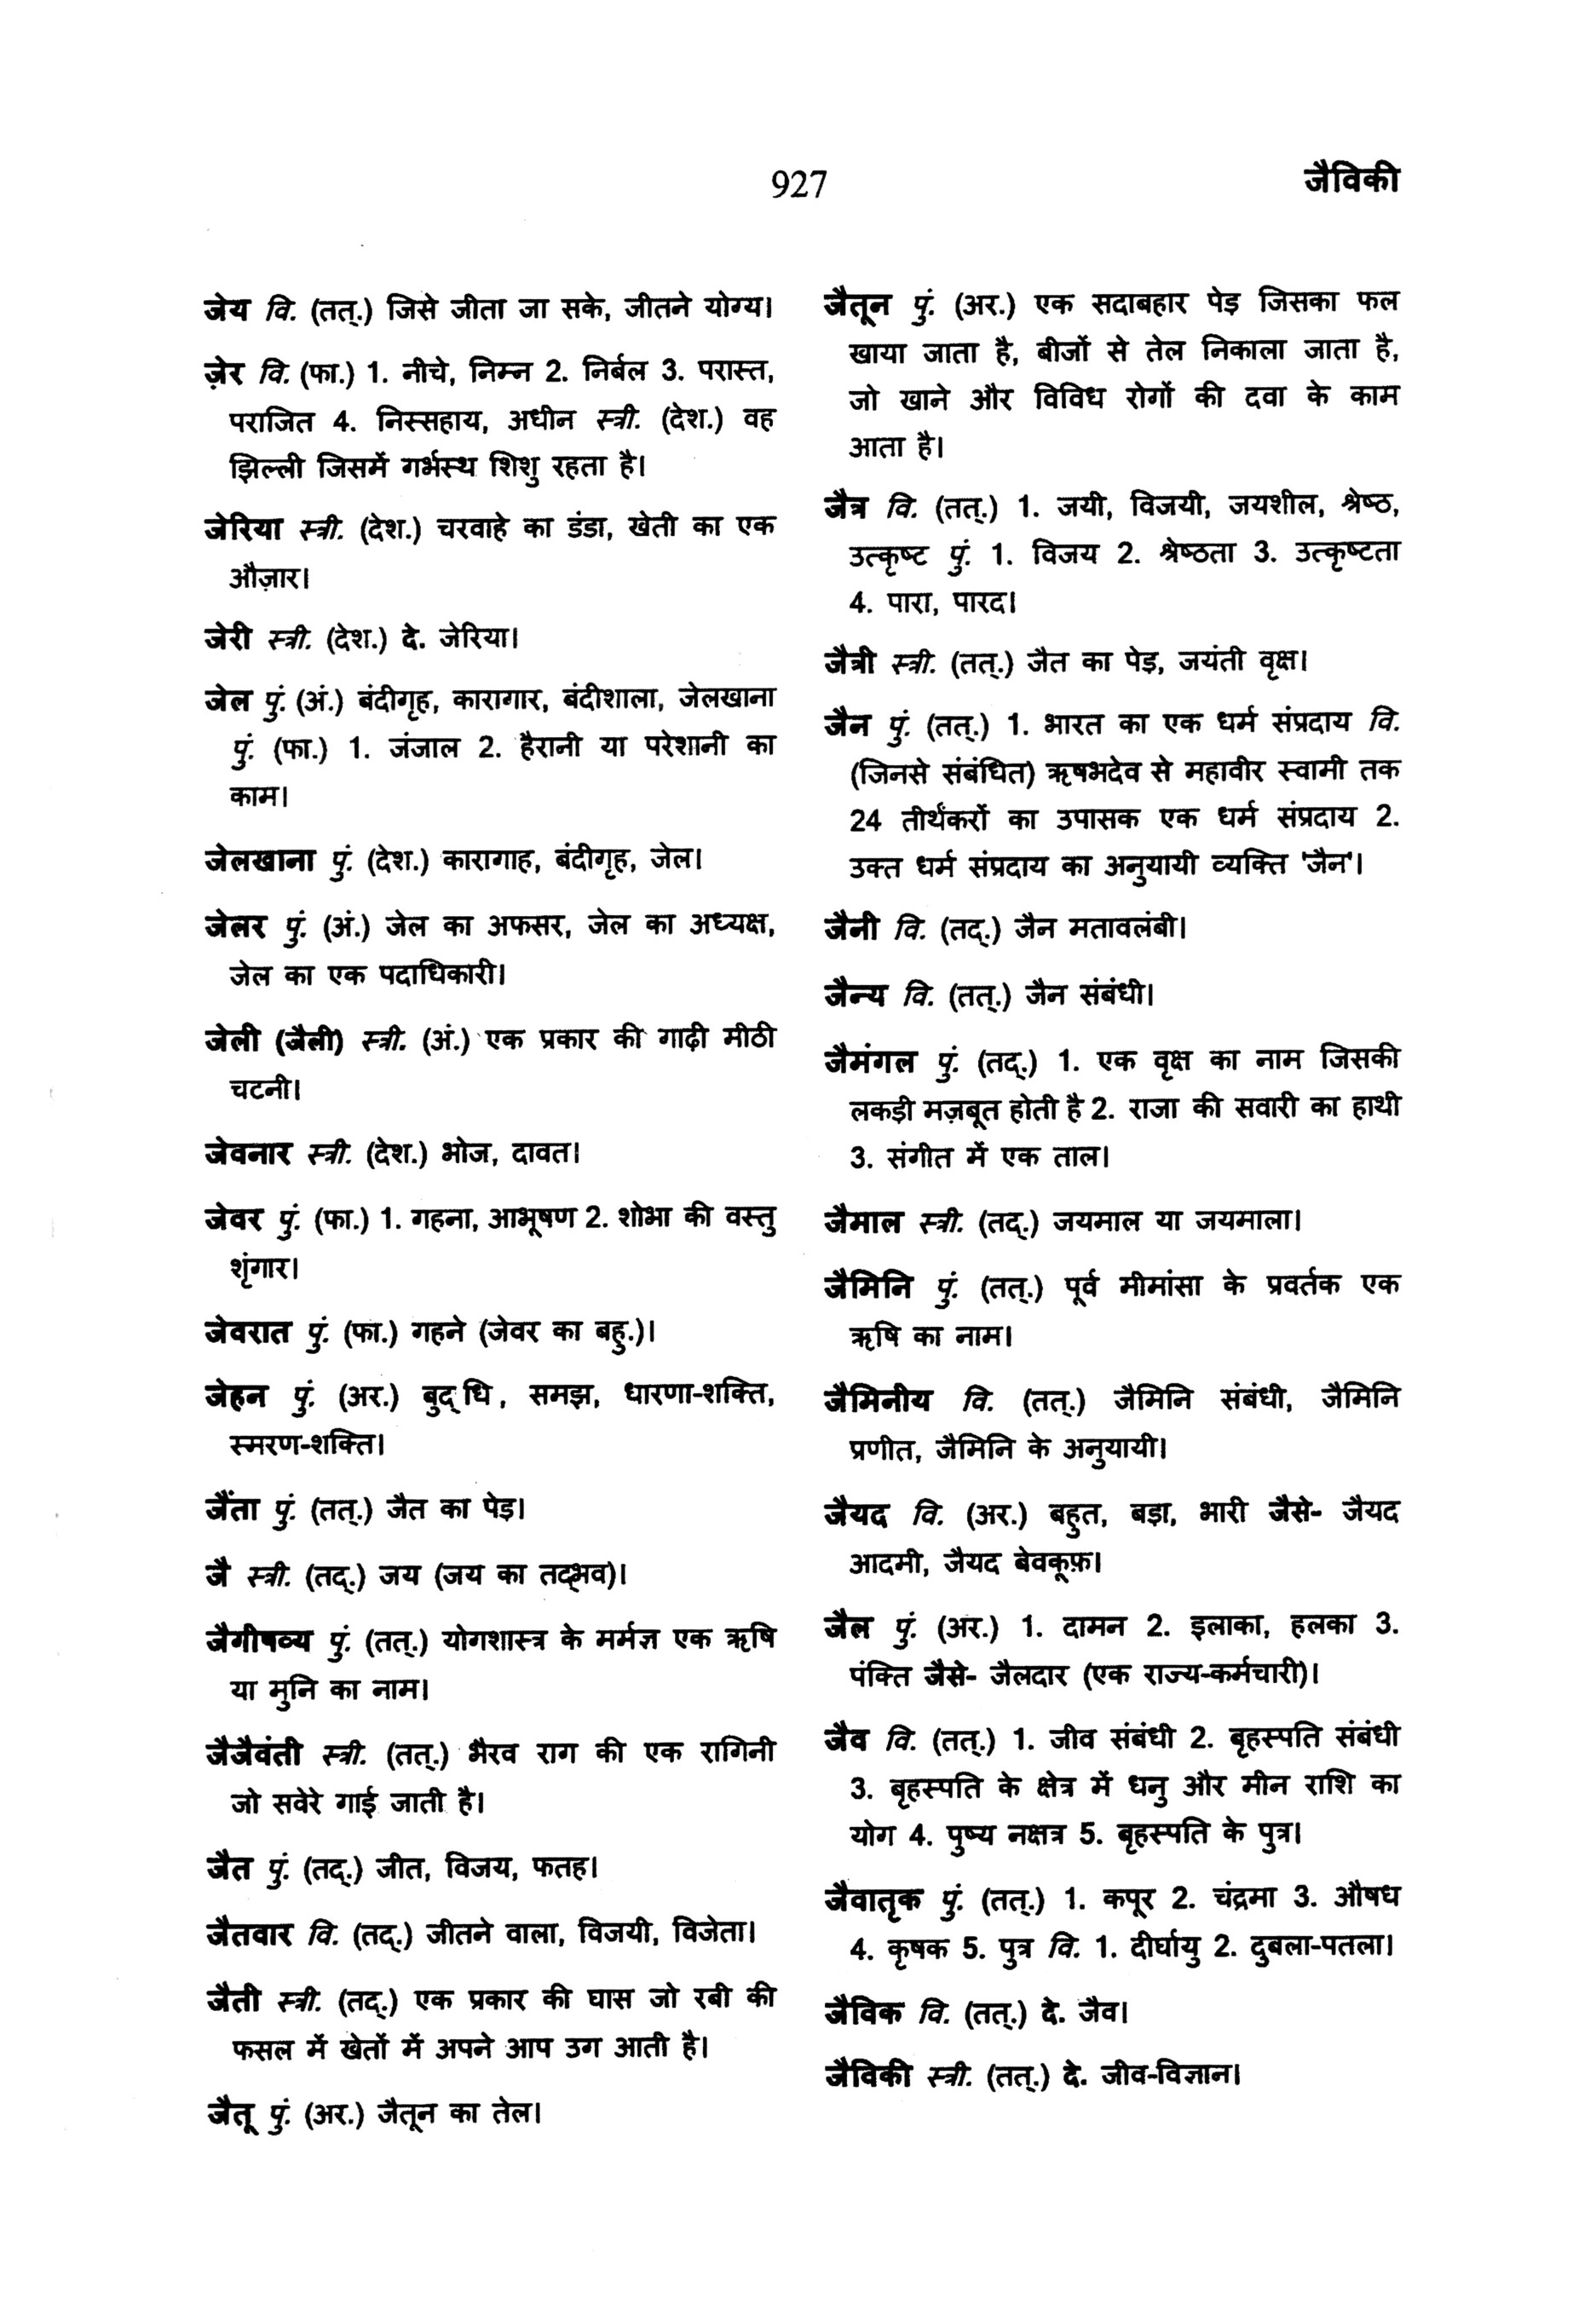 927
जैविकी
जेय वि. (तत्.) जिसे जीता जा सके, जीतने योग्य।
ज़ेर वि. (फा.) 1. नीचे, निम्न 2. निर्बल 3. परास्त,
पराजित 4. निस्सहाय, अधीन स्त्री. (देश.) वह
झिल्ली जिसमें गर्भस्थ शिशु रहता है।
जेरिया स्त्री. (देश.) चरवाहे का डंडा, खेती का एक
औज़ार।
जेरी स्त्री. (देश.) दे. जेरिया।
जेल पुं. (अं.) बंदीगृह, कारागार, बंदीशाला, जेलखाना
पुं. (फा.) 1. जंजाल 2. हैरानी या परेशानी का
काम।
जेलखाना पुं. (देश.) कारागाह, बंदीगृह, जेल।
जेलर पुं. (अं.) जेल का अफसर, जेल का अध्यक्ष,
जेल का एक पदाधिकारी।
जेली (जैली) स्त्री. (अं.) एक प्रकार की गाढ़ी मीठी
चटनी।
जेवनार स्त्री. (देश.) भोज, दावत।
जेवर पुं. (फा.) 1. गहना, आभूषण 2. शोभा की वस्तु
शृंगार।
जेवरात पुं. (फा.) गहने (जेवर का बहु.)।
जेहन पुं. (अर.) बुद्‌धि, समझ, धारणा-शक्ति,
स्मरण-शक्ति।
जैंता पुं. (तत्.) जैत का पेड़।
जै स्त्री. (तद्.) जय (जय का तद्भव)।
जैगीषव्य पुं. (तत्.) योगशास्त्र के मर्मज्ञ एक ऋषि
या मुनि का नाम।
जैजैवंती स्त्री. (तत्.) भैरव राग की एक रागिनी
जो सवेरे गाई जाती है।
जैत पुं. (तद्.) जीत, विजय, फतह।
जैतवार वि. (तद्.) जीतने वाला, विजयी, विजेता।
जैती स्त्री. (तद्.) एक प्रकार की घास जो रबी की
फसल में खेतों में अपने आप उग आती है।
जैतू पुं. (अर.) जैतून का तेल।
जैतून पुं. (अर.) एक सदाबहार पेड़ जिसका फल
खाया जाता है, बीजों से तेल निकाला जाता है,
जो खाने और विविध रोगों की दवा के काम
आता है।
जैत्र वि. (तत्.) 1. जयी, विजयी, जयशील, श्रेष्ठ,
उत्कृष्ट पुं. 1. विजय 2. श्रेष्ठता 3. उत्कृष्टता
4. पारा, पारद।
जैत्री स्त्री. (तत्.) जैत का पेड़, जयंती वृक्ष।
जैन पुं. (तत्.) 1. भारत का एक धर्म संप्रदाय वि.
(जिनसे संबंधित) ऋषभदेव से महावीर स्वामी तक
24 तीर्थंकरों का उपासक एक धर्म संप्रदाय 2.
उक्त धर्म संप्रदाय का अनुयायी व्यक्ति 'जैन'।
जैनी वि. (तद्.) जैन मतावलंबी।
जैन्य वि. (तत्.) जैन संबंधी।
जैमंगल पुं. (तद्.) 1. एक वृक्ष का नाम जिसकी
लकड़ी मज़बूत होती है 2. राजा की सवारी का हाथी
3. संगीत में एक ताल।
जैमाल स्त्री. (तद्.) जयमाल या जयमाला।
जैमिनि पुं. (तत्.) पूर्व मीमांसा के प्रवर्तक एक
ऋषि का नाम।
जैमिनीय वि. (तत्.) जैमिनि संबंधी, जैमिनि
प्रणीत, जैमिनि के अनुयायी।
जैयद वि. (अर.) बहुत, बड़ा, भारी जैसे- जैयद
आदमी, जैयद बेवकूफ़।
जैल पुं. (अर.) 1. दामन 2. इलाका, हलका 3.
पंक्ति जैसे- जैलदार (एक राज्य-कर्मचारी)।
जैव वि. (तत्.) 1. जीव संबंधी 2. बृहस्पति संबंधी
3. बृहस्पति के क्षेत्र में धनु और मीन राशि का
योग 4. पुष्य नक्षत्र 5. बृहस्पति के पुत्र।
जैवातृक पुं. (तत्.) 1. कपूर 2. चंद्रमा 3. औषध
4. कृषक 5. पुत्र वि. 1. दीर्घायु 2. दुबला-पतला।
जैविक वि. (तत्.) दे. जैव।
जैविकी स्त्री. (तत्.) दे. जीव-विज्ञान।